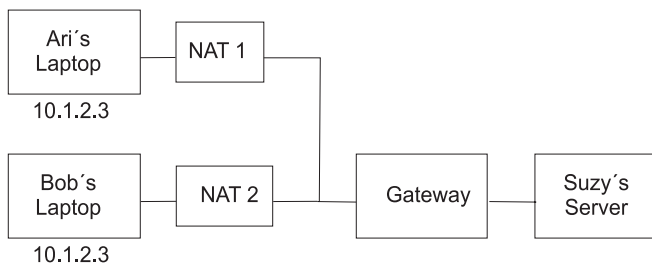 Ari´s
Laptop
NAT 1
10.1.2.3
Bob´s
Laptop
NAT 2
Gateway
Suzy´s
Server
10.1.2.3